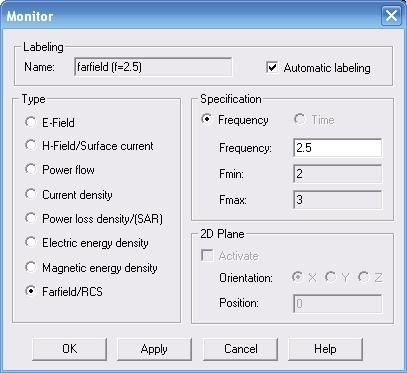 Monitor
Labeling
Name: farfield (f=2.5) Automatic labeling
Type
E-Field
H-Field/Surface current
Power flow
Current density
Power loss density/(SAR)
Electric energy density
Magnetic energy density
Farfield/RCS
Specification
Frequency Time
Frequency: 2.5
Fmin: 2
Fmax: 3
2D Plane
Activate
Orientation: X Y Z
Position: 0
OK Apply Cancel Help